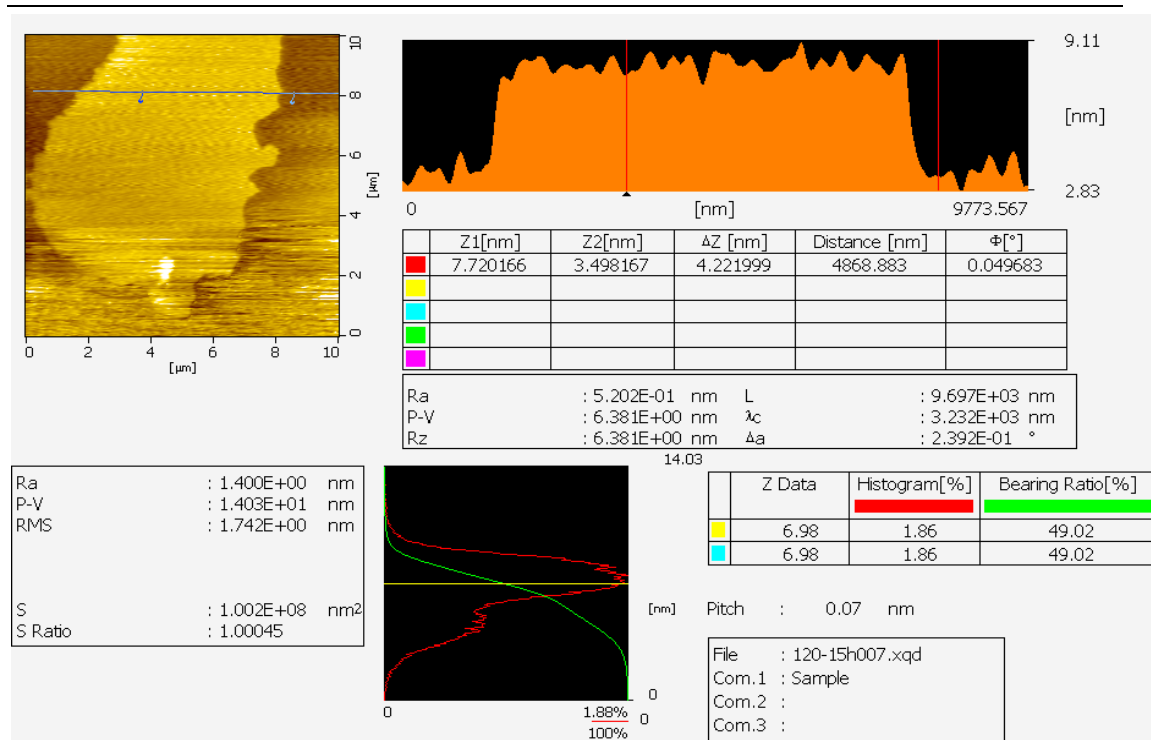 10
8
6
4
2
0
[μm]
0 2 4 6 8 10
[μm]
9.11
[nm]
2.83
0 [nm] 9773.567
Z1[nm] Z2[nm] ΔZ [nm] Distance [nm] Φ[°]
7.720166 3.498167 4.221999 4868.883 0.049683
Ra : 5.202E-01 nm L : 9.697E+03 nm
P-V : 6.381E+00 nm λc : 3.232E+03 nm
Rz : 6.381E+00 nm Δa : 2.392E-01 °
Ra : 1.400E+00 nm
P-V : 1.403E+01 nm
RMS : 1.742E+00 nm
S : 1.002E+08 nm2
S Ratio : 1.00045
14.03
[nm]
0
0 1.88% 0
100%
Z Data Histogram[%] Bearing Ratio[%]
6.98 1.86 49.02
6.98 1.86 49.02
Pitch : 0.07 nm
File : 120-15h007.xqd
Com.1 : Sample
Com.2 :
Com.3 :